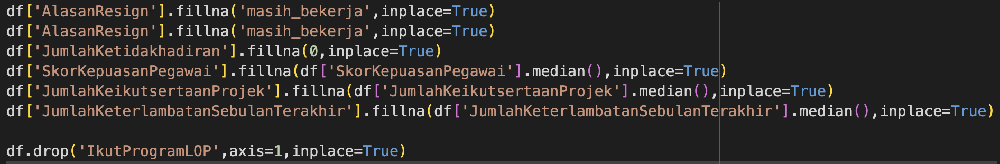 df['AlasanResign'].fillna('masih_bekerja',inplace=True)
df['AlasanResign'].fillna('masih_bekerja',inplace=True)
df['JumlahKetidakhadiran'].fillna(0,inplace=True)
df['SkorKepuasanPegawai'].fillna(df['SkorKepuasanPegawai'].median(),inplace=True)
df['JumlahKeikutsertaanProjek'].fillna(df['JumlahKeikutsertaanProjek'].median(),inplace=True)
df['JumlahKeterlambatanSebulanTerakhir'].fillna(df['JumlahKeterlambatanSebulanTerakhir'].median(),inplace=True)
df.drop('IkutProgramLOP',axis=1,inplace=True)